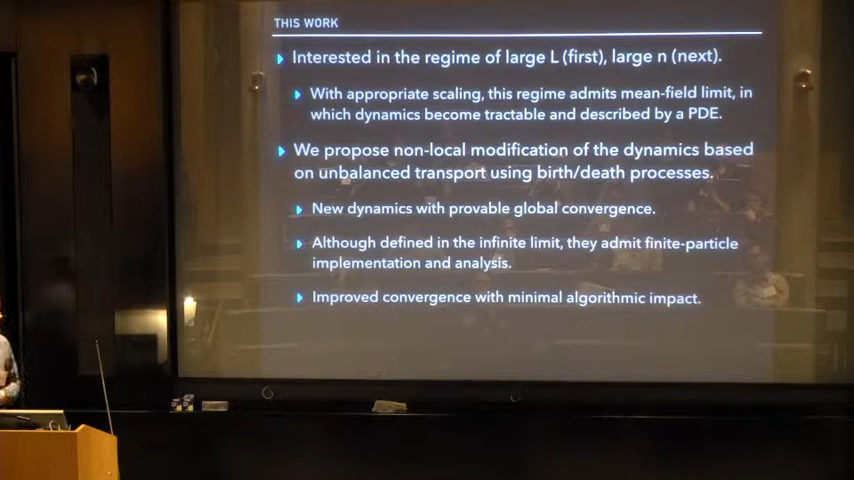 THIS WORK
Interested in the regime of large L (first), large n (next).
With appropriate scaling, this regime admits mean-field limit, in
which dynamics become tractable and described by a PDE.
We propose non-local modification of the dynamics based
on unbalanced transport using birth/death processes.
New dynamics with provable global convergence.
Although defined in the infinite limit, they admit finite-particle
implementation and analysis.
Improved convergence with minimal algorithmic impact.